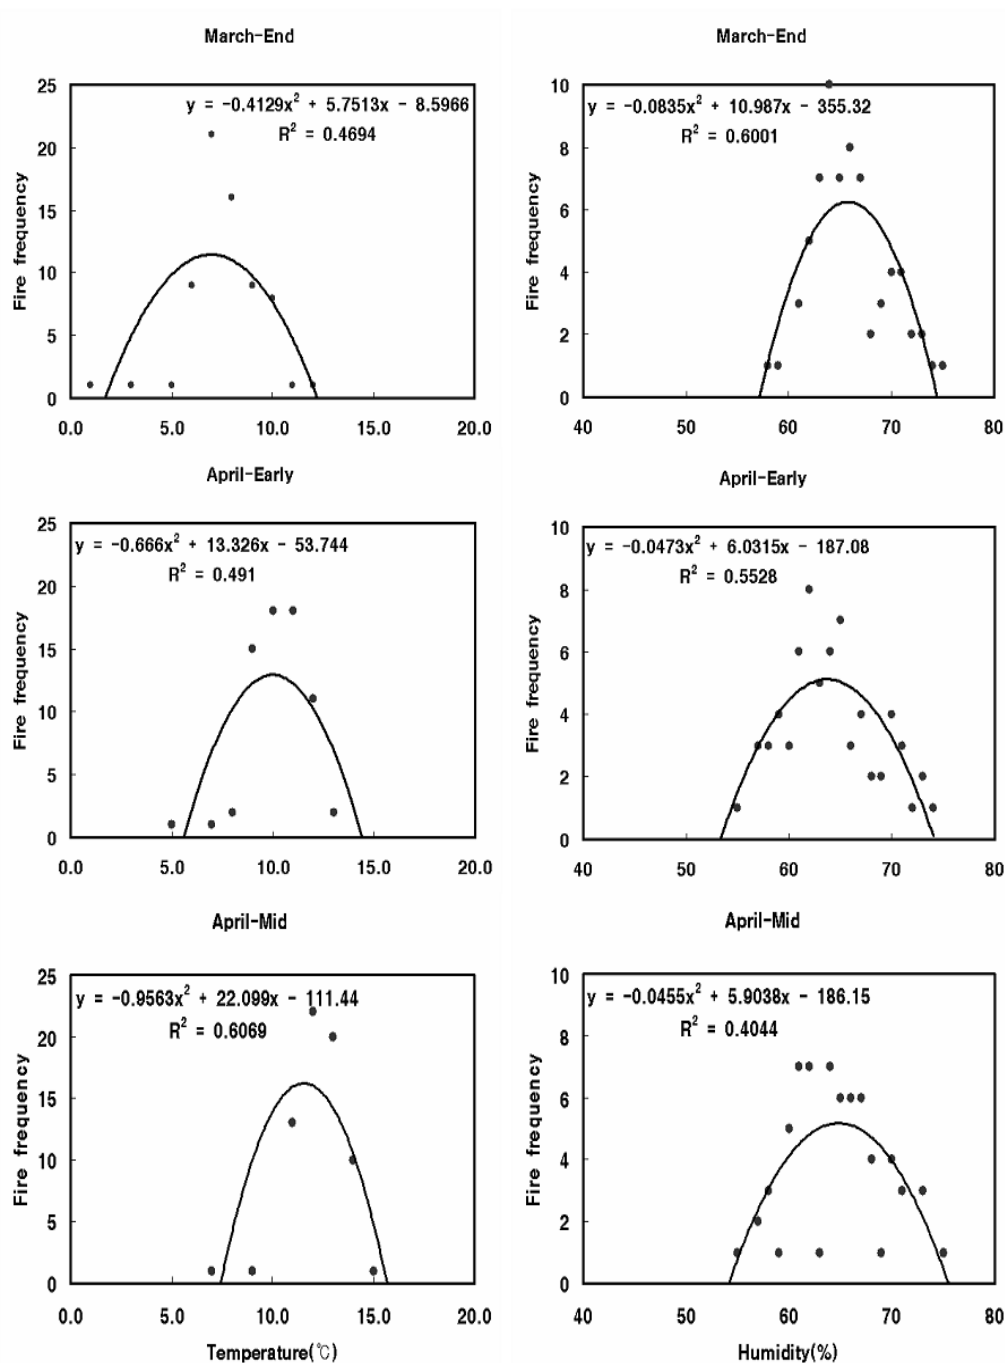 March-End
25
20
15
10
5
0
Fire frequency
y = -0.4129x² + 5.7513x - 8.5966
R² = 0.4694
0.0 5.0 10.0 15.0 20.0
March-End
10
8
6
4
2
0
Fire frequency
y = -0.0835x² + 10.987x - 355.32
R² = 0.6001
40 50 60 70 80
April-Early
25
20
15
10
5
0
Fire frequency
y = -0.666x² + 13.326x - 53.744
R² = 0.491
0.0 5.0 10.0 15.0 20.0
April-Early
10
8
6
4
2
0
Fire frequency
y = -0.0473x² + 6.0315x - 187.08
R² = 0.5528
40 50 60 70 80
April-Mid
25
20
15
10
5
0
Fire frequency
y = -0.9563x² + 22.099x - 111.44
R² = 0.6069
0.0 5.0 10.0 15.0 20.0
Temperature(℃)
April-Mid
10
8
6
4
2
0
Fire frequency
y = -0.0455x² + 5.9038x - 186.15
R² = 0.4044
40 50 60 70 80
Humidity(%)